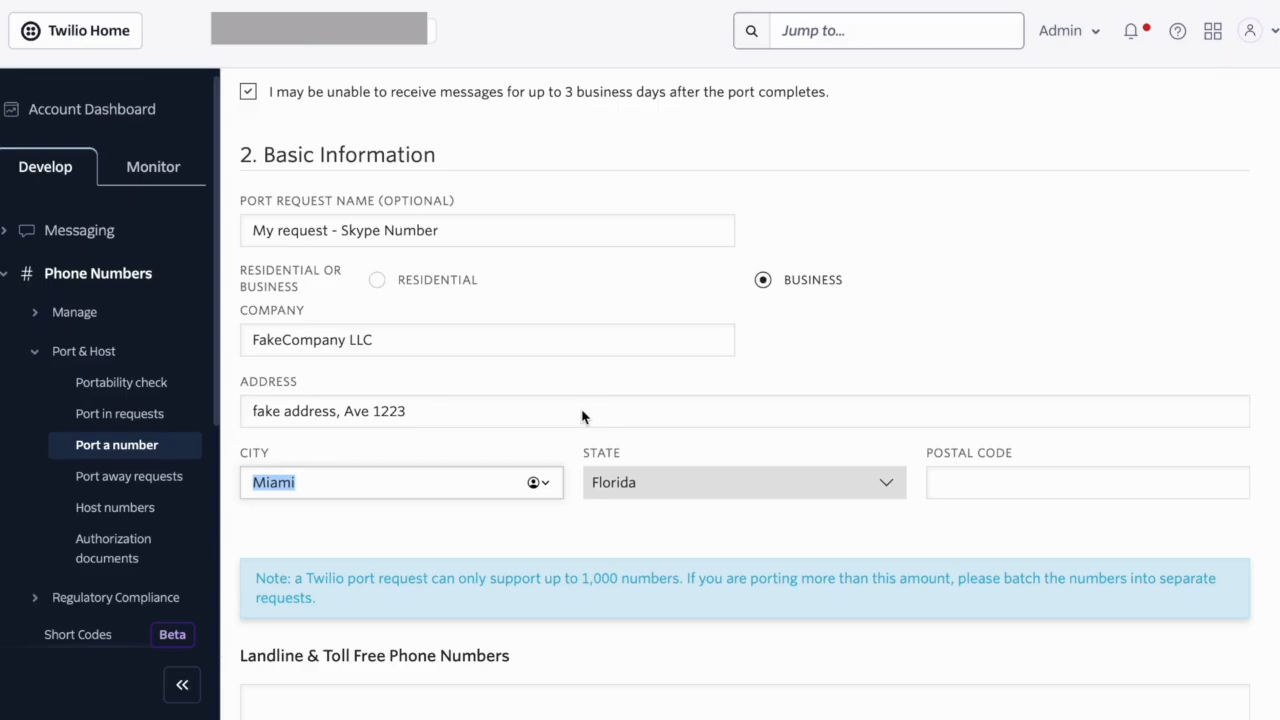 Twilio Home
Jump to...
Admin
Account Dashboard
Develop
Monitor
Messaging
# Phone Numbers
Manage
Port & Host
Portability check
Port in requests
Port a number
Port away requests
Host numbers
Authorization
documents
Regulatory Compliance
Short Codes
Beta
I may be unable to receive messages for up to 3 business days after the port completes.
2. Basic Information
PORT REQUEST NAME (OPTIONAL)
My request - Skype Number
RESIDENTIAL OR
BUSINESS
RESIDENTIAL
BUSINESS
COMPANY
FakeCompany LLC
ADDRESS
fake address, Ave 1223
CITY
STATE
POSTAL CODE
Miami
Florida
Note: a Twilio port request can only support up to 1,000 numbers. If you are porting more than this amount, please batch the numbers into separate
requests.
Landline & Toll Free Phone Numbers